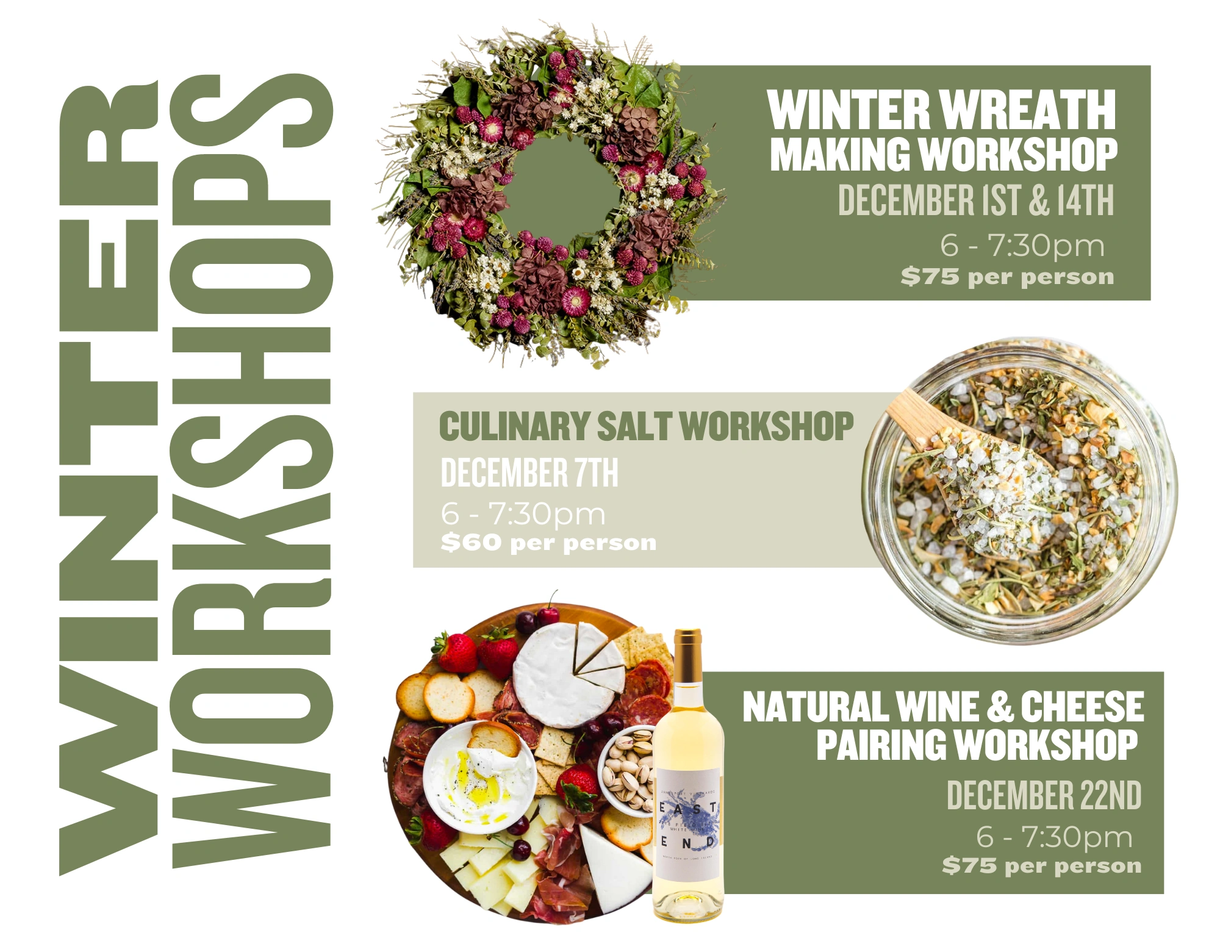 WINTER
WORKSHOPS
WINTER WREATH
MAKING WORKSHOP
DECEMBER 1ST & 14TH
6 - 7:30pm
$75 per person
CULINARY SALT WORKSHOP
DECEMBER 7TH
6 - 7:30pm
$60 per person
NATURAL WINE & CHEESE
PAIRING WORKSHOP
DECEMBER 22ND
6 - 7:30pm
$75 per person
EAST
END